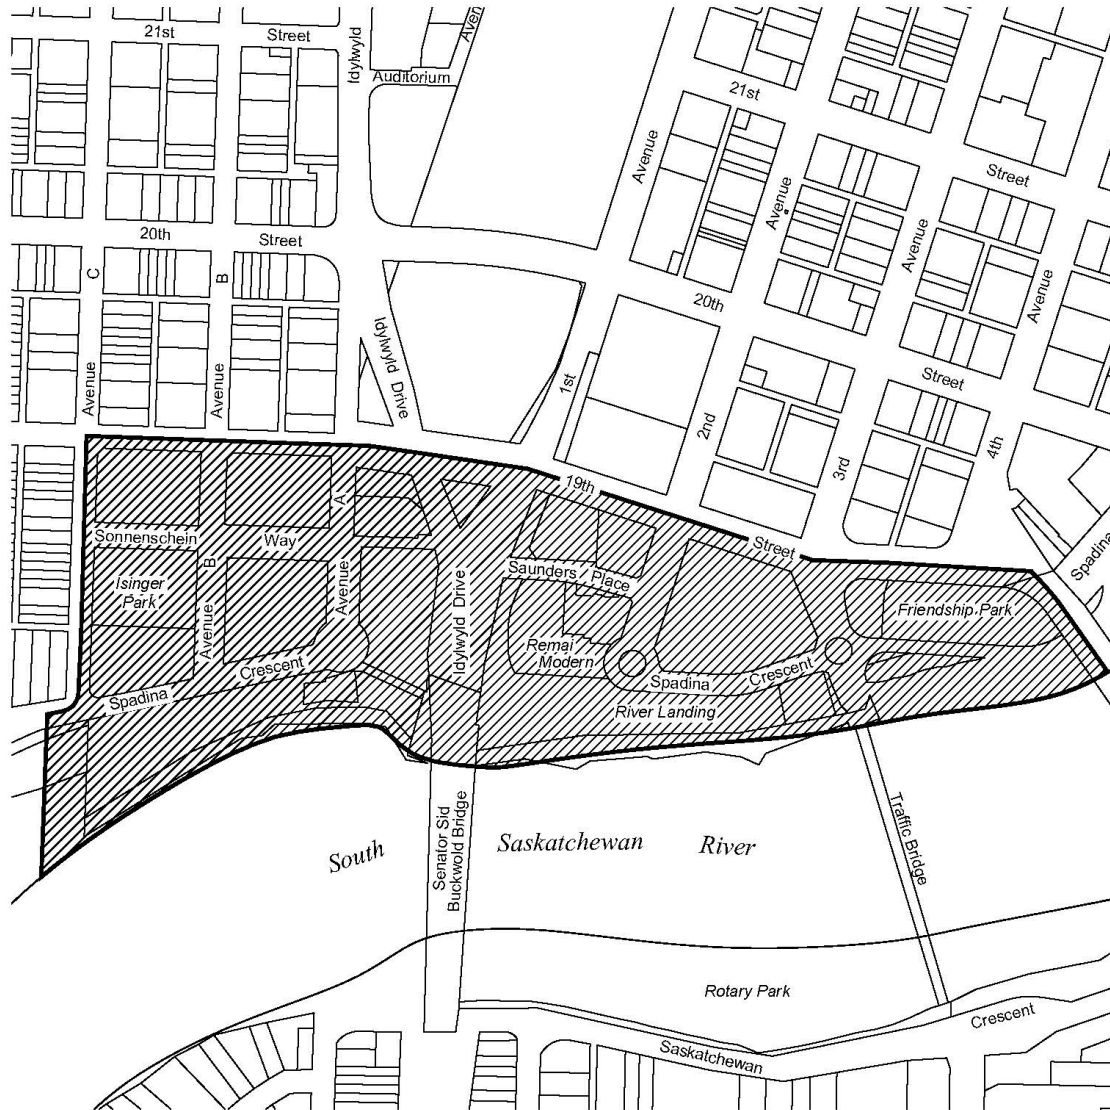 21st Street
Idylwyld
Avenue
Auditorium
21st
Street
Avenue
Avenue
Avenue
Avenue
20th Street
C
B
20th
Street
Avenue
Avenue
Idylwyld Drive
1st
2nd
3rd
4th
19th
Street
Spadina
A
Sonnenschein Way
Saunders Place
Isinger
Park
B
Avenue
Avenue
Idylwyld Drive
Friendship Park
Remai
Modern
Spadina Crescent
Spadina Crescent
River Landing
Senator Sid
Buckwold Bridge
Traffic Bridge
South Saskatchewan River
Rotary Park
Saskatchewan
Crescent